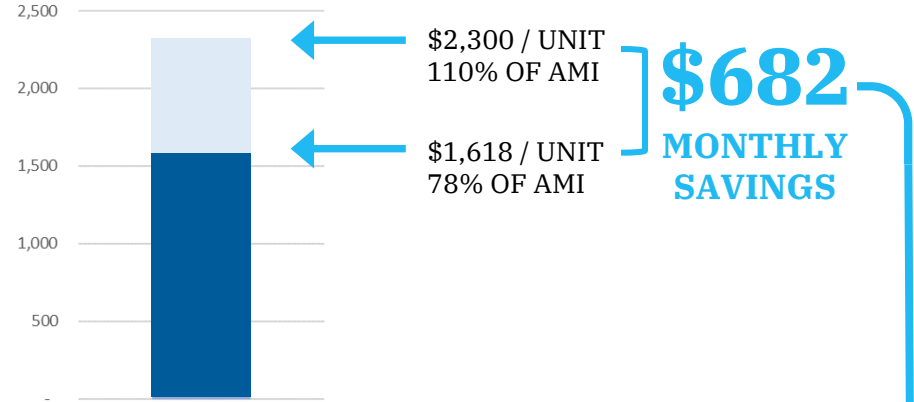 2,500
2,000
1,500
1,000
500
-
$2,300 / UNIT
110% OF AMI
$1,618 / UNIT
78% OF AMI
$682
MONTHLY
SAVINGS